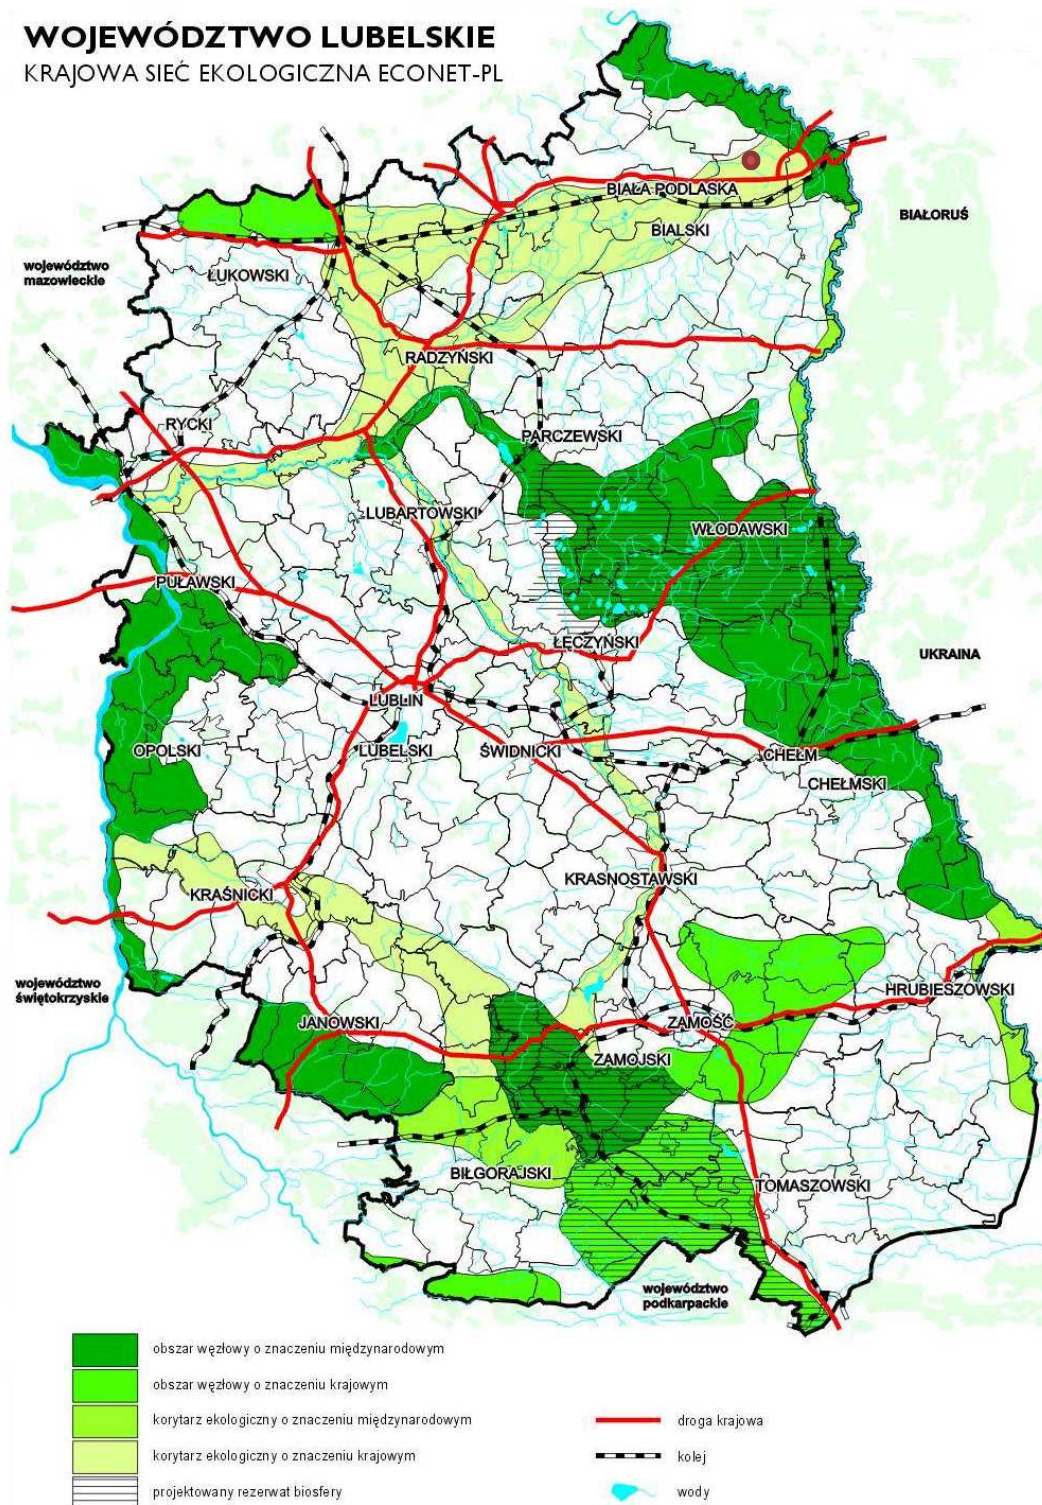 WOJEWÓDZTWO LUBELSKIE
KRAJOWA SIEĆ EKOLOGICZNA ECONET-PL
BIAŁA PODLASKA
BIAŁORUŚ
BIALSKI
województwo
mazowieckie
ŁUKOWSKI
RADZYŃSKI
RYCKI
PARCZEWSKI
LUBARTOWSKI
WŁODAWSKI
PUŁAWSKI
ŁĘCZYŃSKI
UKRAINA
LUBLIN
OPOLSKI
LUBELSKI
ŚWIDNICKI
CHEŁM
CHEŁMSKI
KRASNOSTAWSKI
KRAŚNICKI
województwo
świętokrzyskie
HRUBIESZOWSKI
JANOWSKI
ZAMOŚĆ
ZAMOJSKI
BIŁGORAJSKI
TOMASZOWSKI
województwo
podkarpackie
obszar węzłowy o znaczeniu międzynarodowym
obszar węzłowy o znaczeniu krajowym
korytarz ekologiczny o znaczeniu międzynarodowym
droga krajowa
korytarz ekologiczny o znaczeniu krajowym
kolej
projektowany rezerwat biosfery
wody